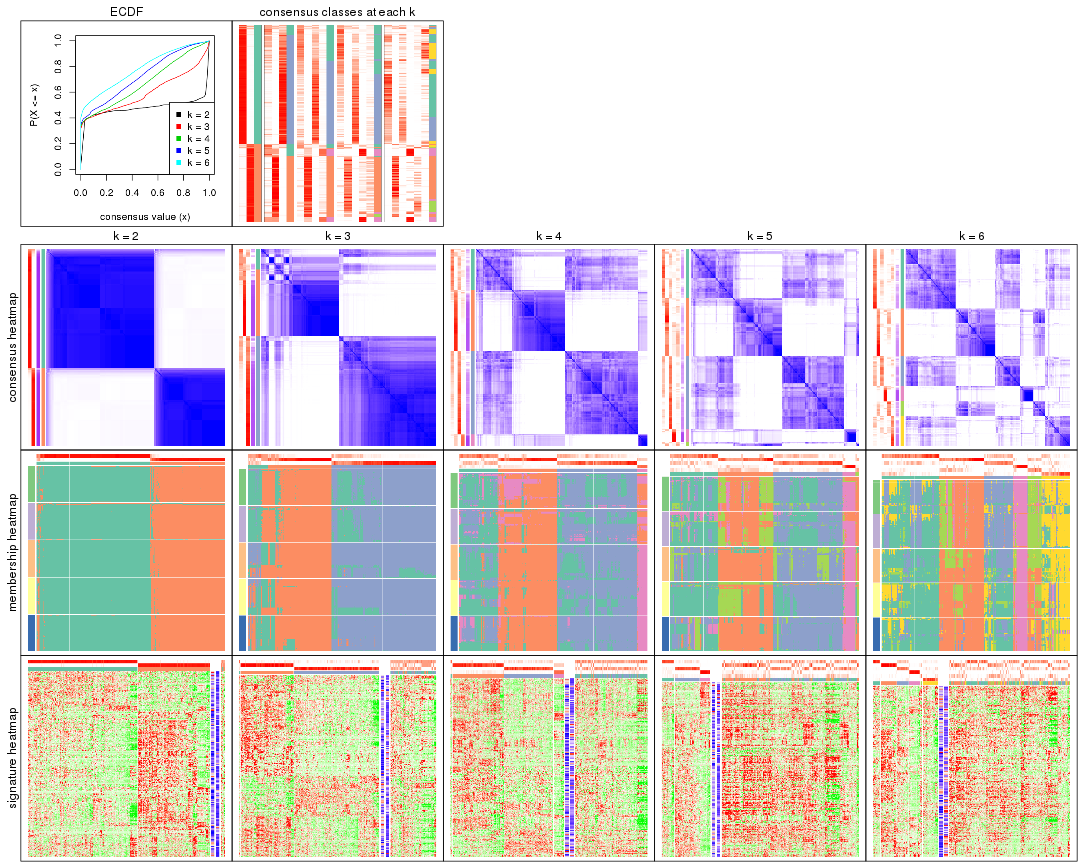 ECDF
consensus classes at each k
P(X <= x)
1.0
0.8
0.6
0.4
0.2
0.0
k = 2
k = 3
k = 4
k = 5
k = 6
0.0 0.2 0.4 0.6 0.8 1.0
consensus value (x)
k = 2
k = 3
k = 4
k = 5
k = 6
consensus heatmap
membership heatmap
signature heatmap